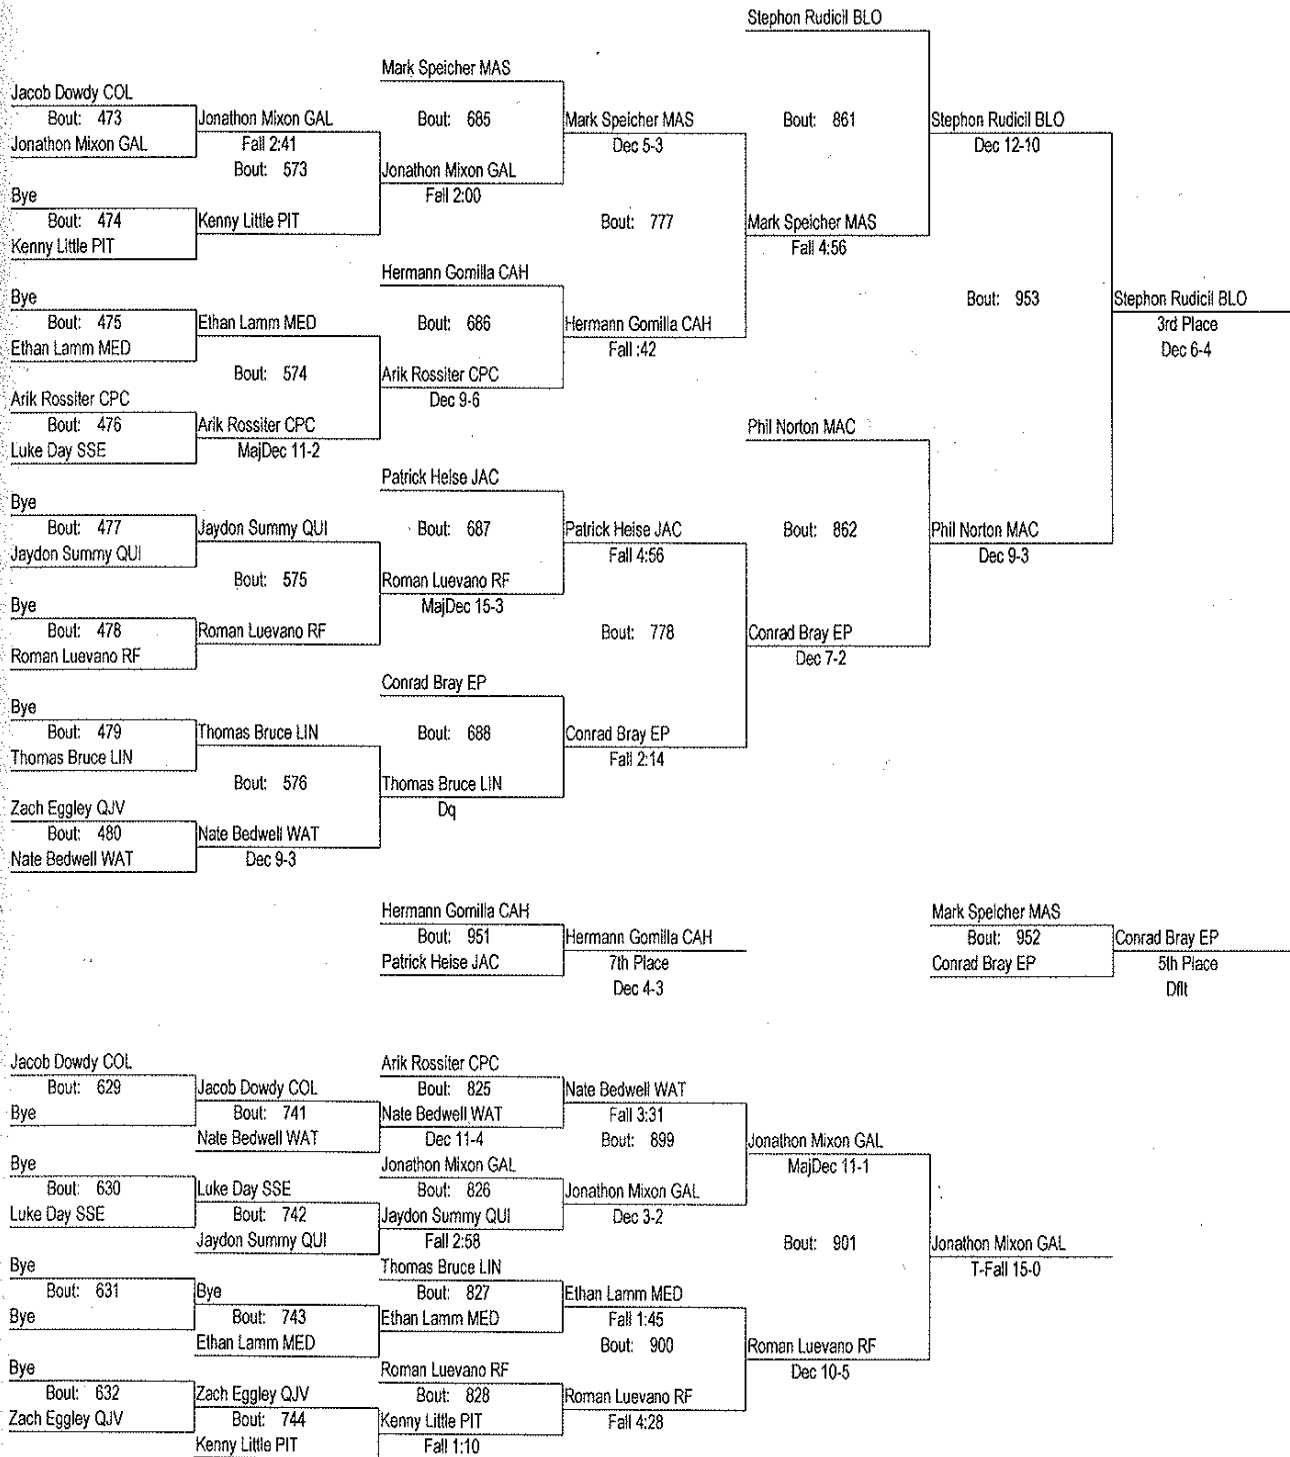 Stephon Rudicil BLO
Mark Speicher MAS
Jacob Dowdy COL
Bout: 473
Jonathon Mixon GAL
Jonathon Mixon GAL
Fall 2:41
Bout: 573
Bout: 685
Mark Speicher MAS
Dec 5-3
Bout: 861
Stephon Rudicil BLO
Dec 12-10
Jonathon Mixon GAL
Fall 2:00
Bye
Bout: 474
Kenny Little PIT
Kenny Little PIT
Bout: 777
Mark Speicher MAS
Fall 4:56
Hermann Gomilla CAH
Bye
Bout: 475
Ethan Lamm MED
Ethan Lamm MED
Bout: 686
Hermann Gomilla CAH
Fall :42
Bout: 953
Stephon Rudicil BLO
3rd Place
Dec 6-4
Bout: 574
Arik Rossiter CPC
Dec 9-6
Arik Rossiter CPC
Bout: 476
Luke Day SSE
Arik Rossiter CPC
MajDec 11-2
Phil Norton MAC
Patrick Heise JAC
Bye
Bout: 477
Jaydon Summy QUI
Jaydon Summy QUI
Bout: 687
Patrick Heise JAC
Fall 4:56
Bout: 862
Phil Norton MAC
Dec 9-3
Bout: 575
Roman Luevano RF
MajDec 15-3
Bye
Bout: 478
Roman Luevano RF
Roman Luevano RF
Bout: 778
Conrad Bray EP
Dec 7-2
Conrad Bray EP
Bye
Bout: 479
Thomas Bruce LIN
Thomas Bruce LIN
Bout: 688
Conrad Bray EP
Fall 2:14
Bout: 576
Thomas Bruce LIN
Dq
Zach Eggley QJV
Bout: 480
Nate Bedwell WAT
Nate Bedwell WAT
Dec 9-3
Hermann Gomilla CAH
Bout: 951
Patrick Heise JAC
Hermann Gomilla CAH
7th Place
Dec 4-3
Mark Speicher MAS
Bout: 952
Conrad Bray EP
Conrad Bray EP
5th Place
Dflt
Jacob Dowdy COL
Bout: 629
Bye
Jacob Dowdy COL
Bout: 741
Nate Bedwell WAT
Arik Rossiter CPC
Bout: 825
Nate Bedwell WAT
Dec 11-4
Nate Bedwell WAT
Fall 3:31
Bout: 899
Jonathon Mixon GAL
MajDec 11-1
Bye
Bout: 630
Luke Day SSE
Luke Day SSE
Bout: 742
Jaydon Summy QUI
Jonathon Mixon GAL
Bout: 826
Jaydon Summy QUI
Fall 2:58
Jonathon Mixon GAL
Dec 3-2
Bout: 901
Jonathon Mixon GAL
T-Fall 15-0
Bye
Bout: 631
Bye
Bye
Bout: 743
Ethan Lamm MED
Thomas Bruce LIN
Bout: 827
Ethan Lamm MED
Ethan Lamm MED
Fall 1:45
Bout: 900
Roman Luevano RF
Dec 10-5
Bye
Bout: 632
Zach Eggley QJV
Zach Eggley QJV
Bout: 744
Kenny Little PIT
Roman Luevano RF
Bout: 828
Kenny Little PIT
Fall 1:10
Roman Luevano RF
Fall 4:28